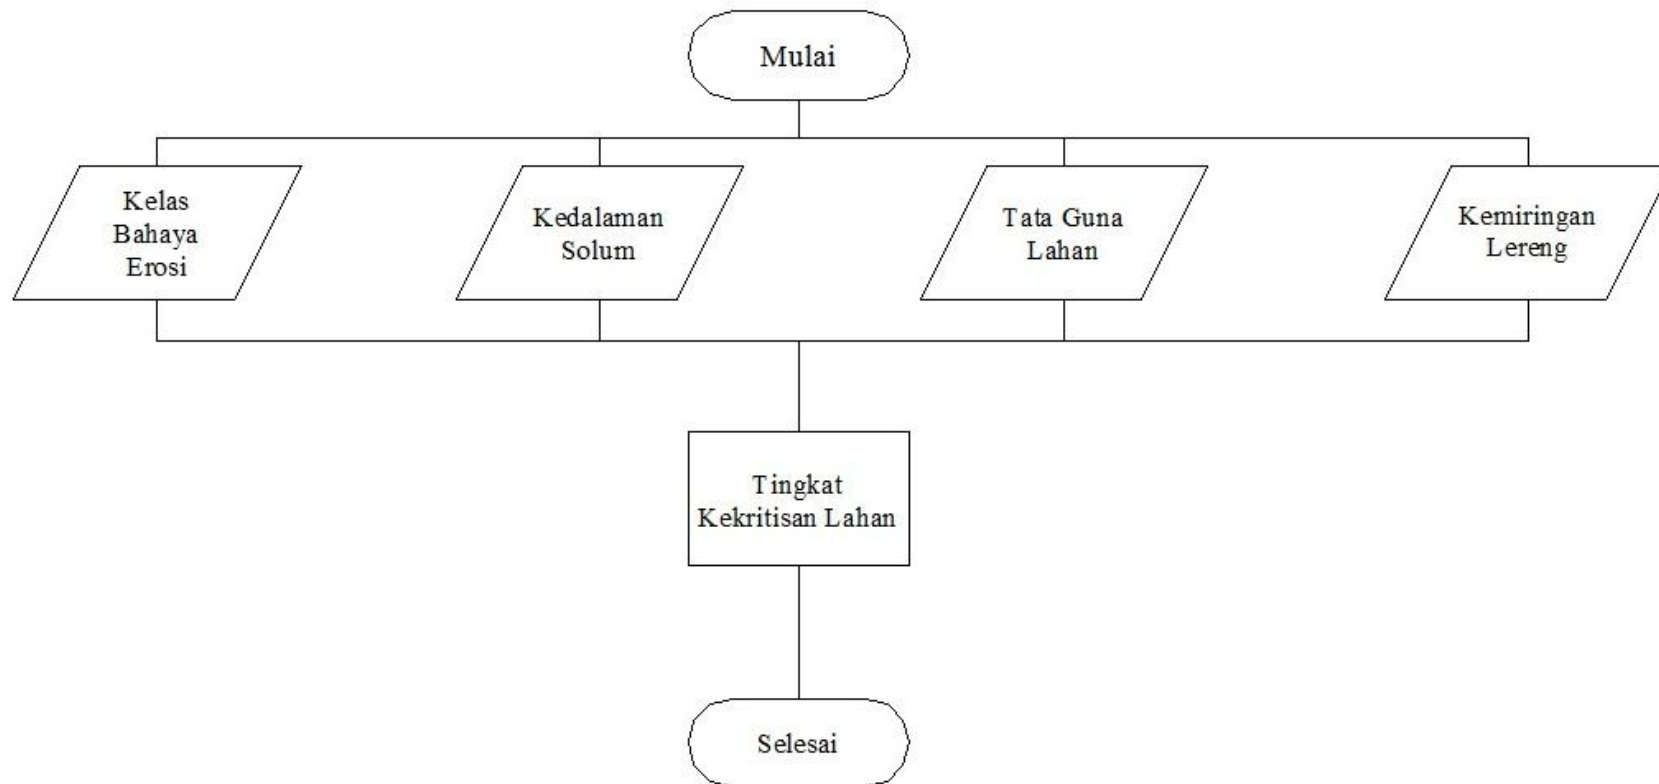 Mulai
Kelas
Bahaya
Erosi
Kedalaman
Solum
Tata Guna
Lahan
Kemiringan
Lereng
Tingkat
Kekritisan Lahan
Selesai